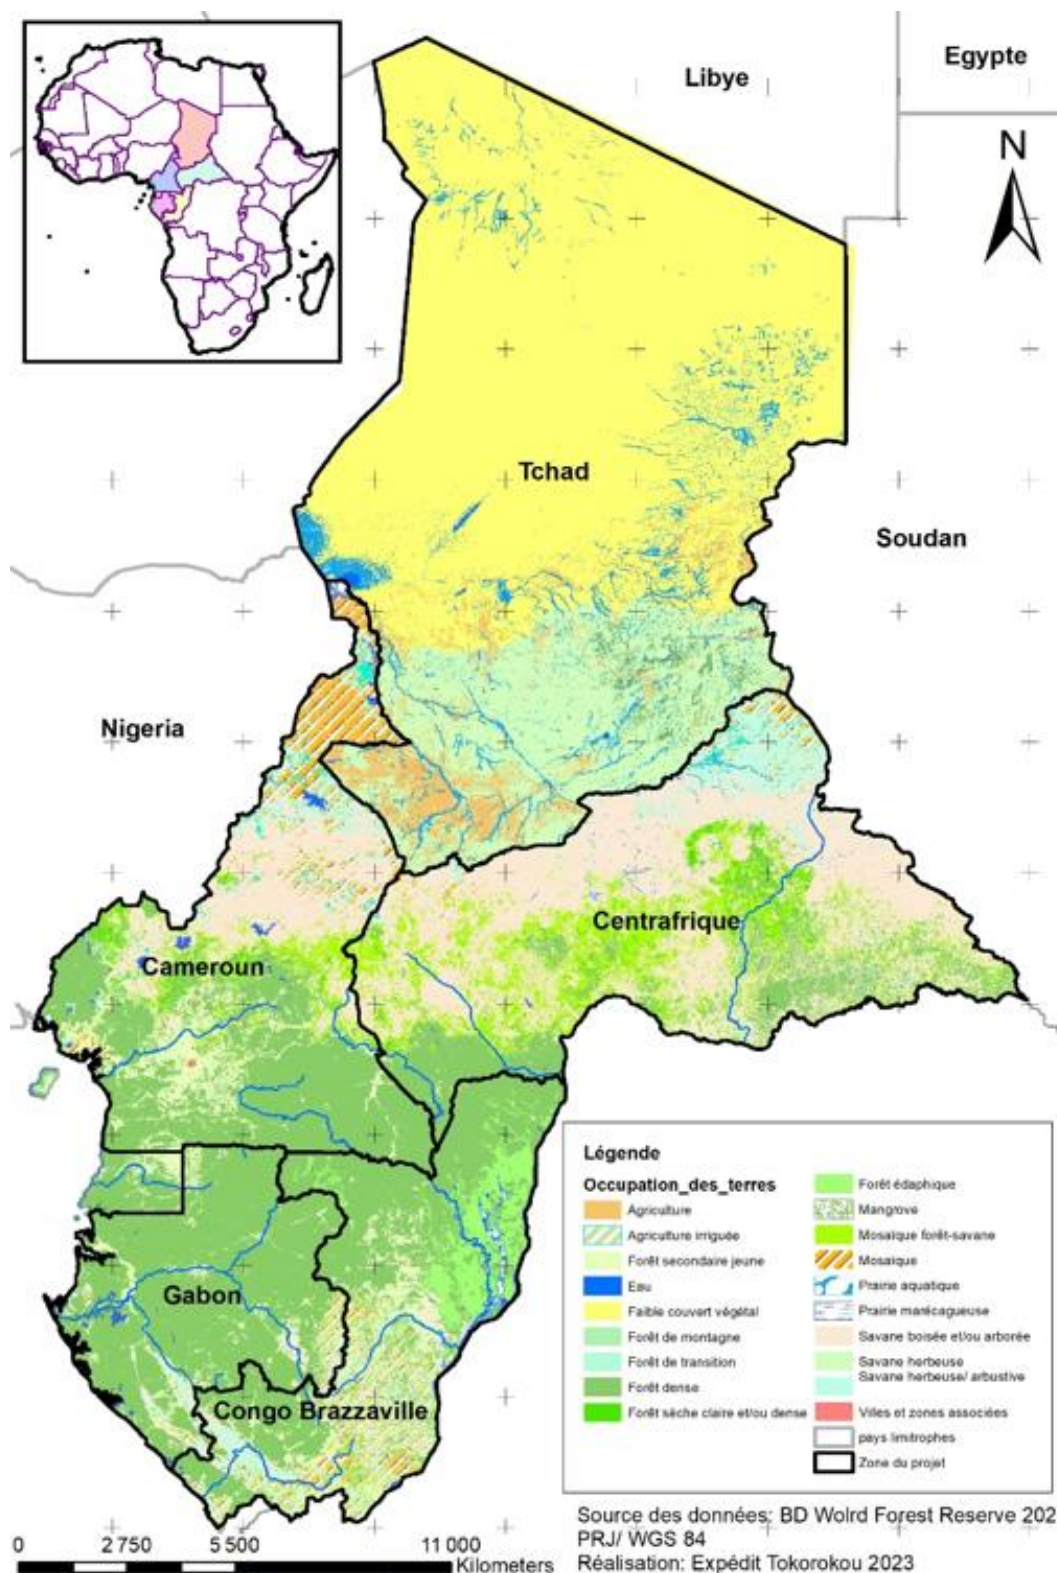 Egypte
Libye
N
Tchad
Soudan
Nigeria
Centrafrique
Cameroun
Gabon
Congo Brazzaville
Légende
Occupation_des_terres
Agriculture
Agriculture irriguée
Forêt secondaire jeune
Eau
Faible couvert végétal
Forêt de montagne
Forêt de transition
Forêt dense
Forêt sèche claire et/ou dense
Forêt édaphique
Mangrove
Mosaïque forêt-savane
Mosaïque
Prairie aquatique
Prairie marécageuse
Savane boisée et/ou arborée
Savane herbeuse
Savane herbeuse/ arbustive
Villes et zones associées
pays limitrophes
Zone du projet
0 2 750 5 500 11 000
Kilometers
Source des données: BD Wolrd Forest Reserve 202
PRJ/ WGS 84
Réalisation: Expédit Tokorokou 2023